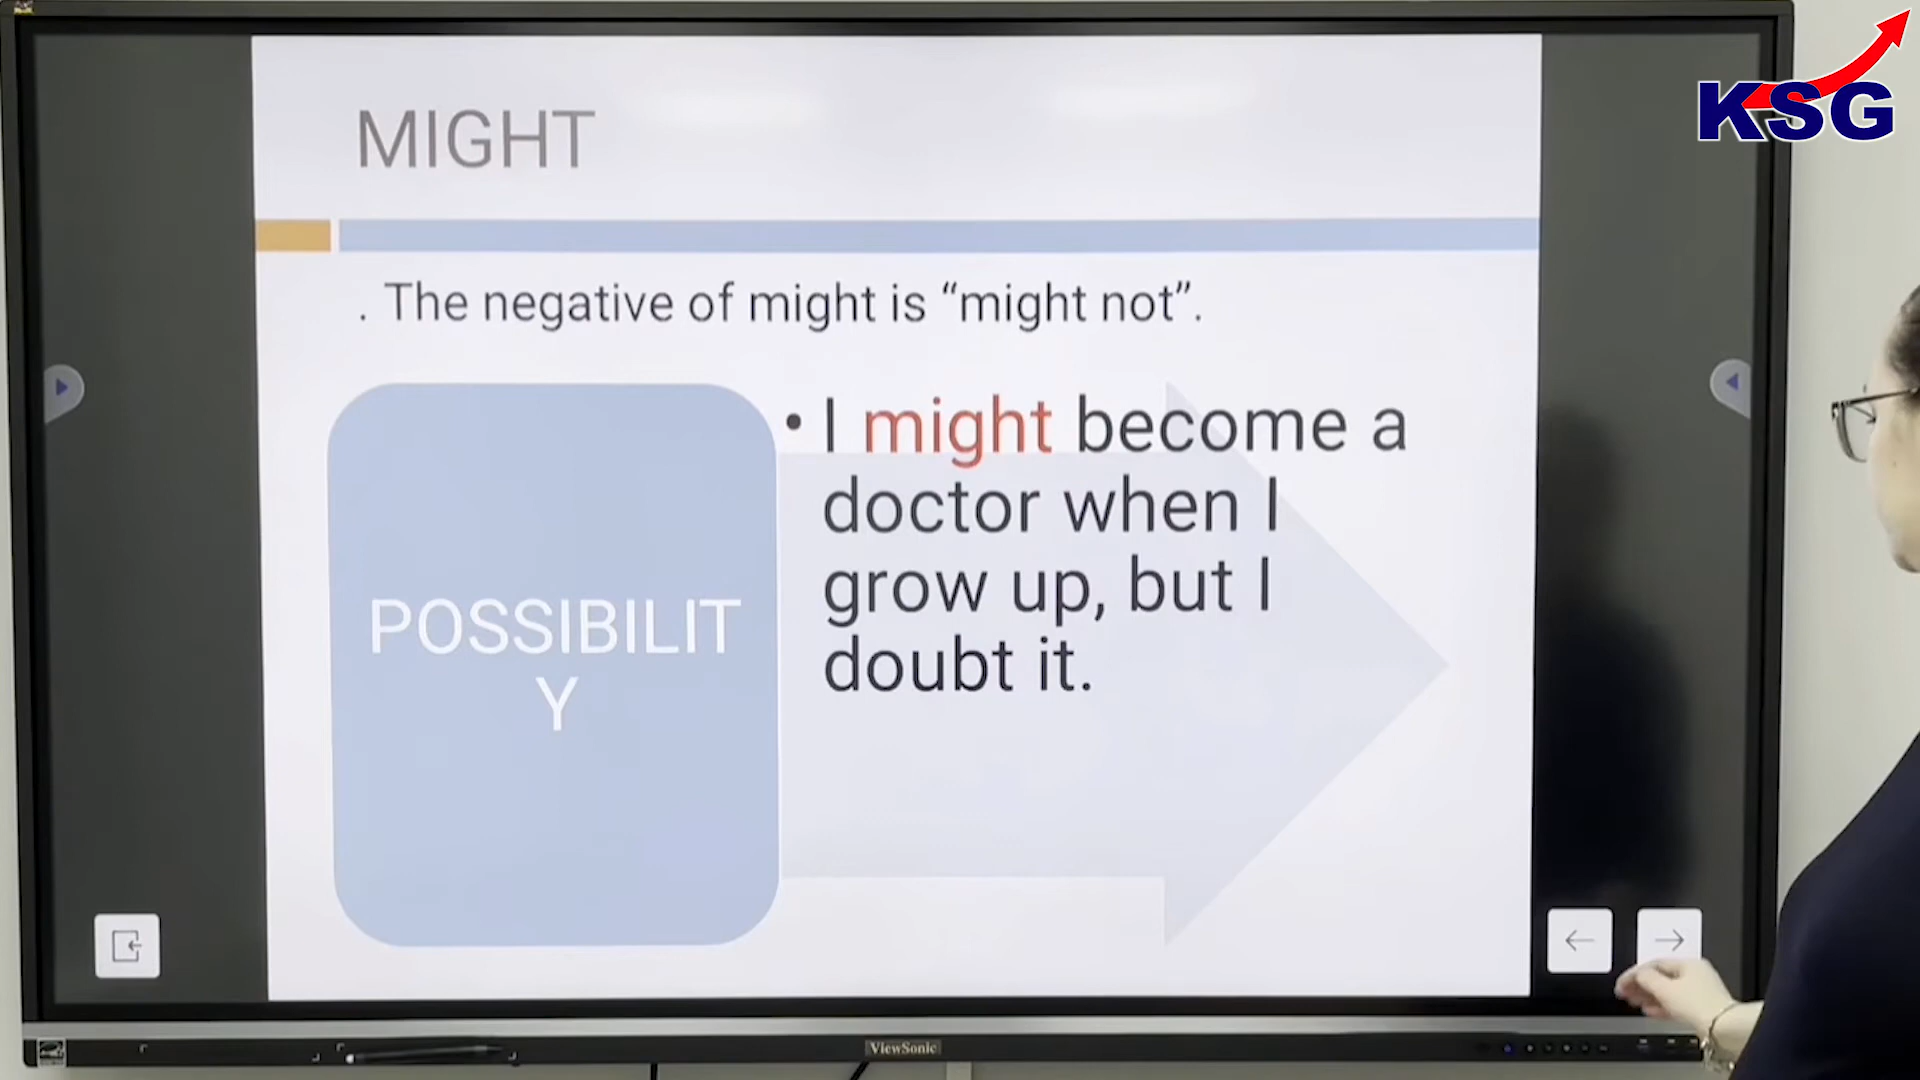 KSG
MIGHT
. The negative of might is “might not”.
• I might become a
doctor when I
grow up, but I
doubt it.
POSSIBILIT
Y
ViewSonic